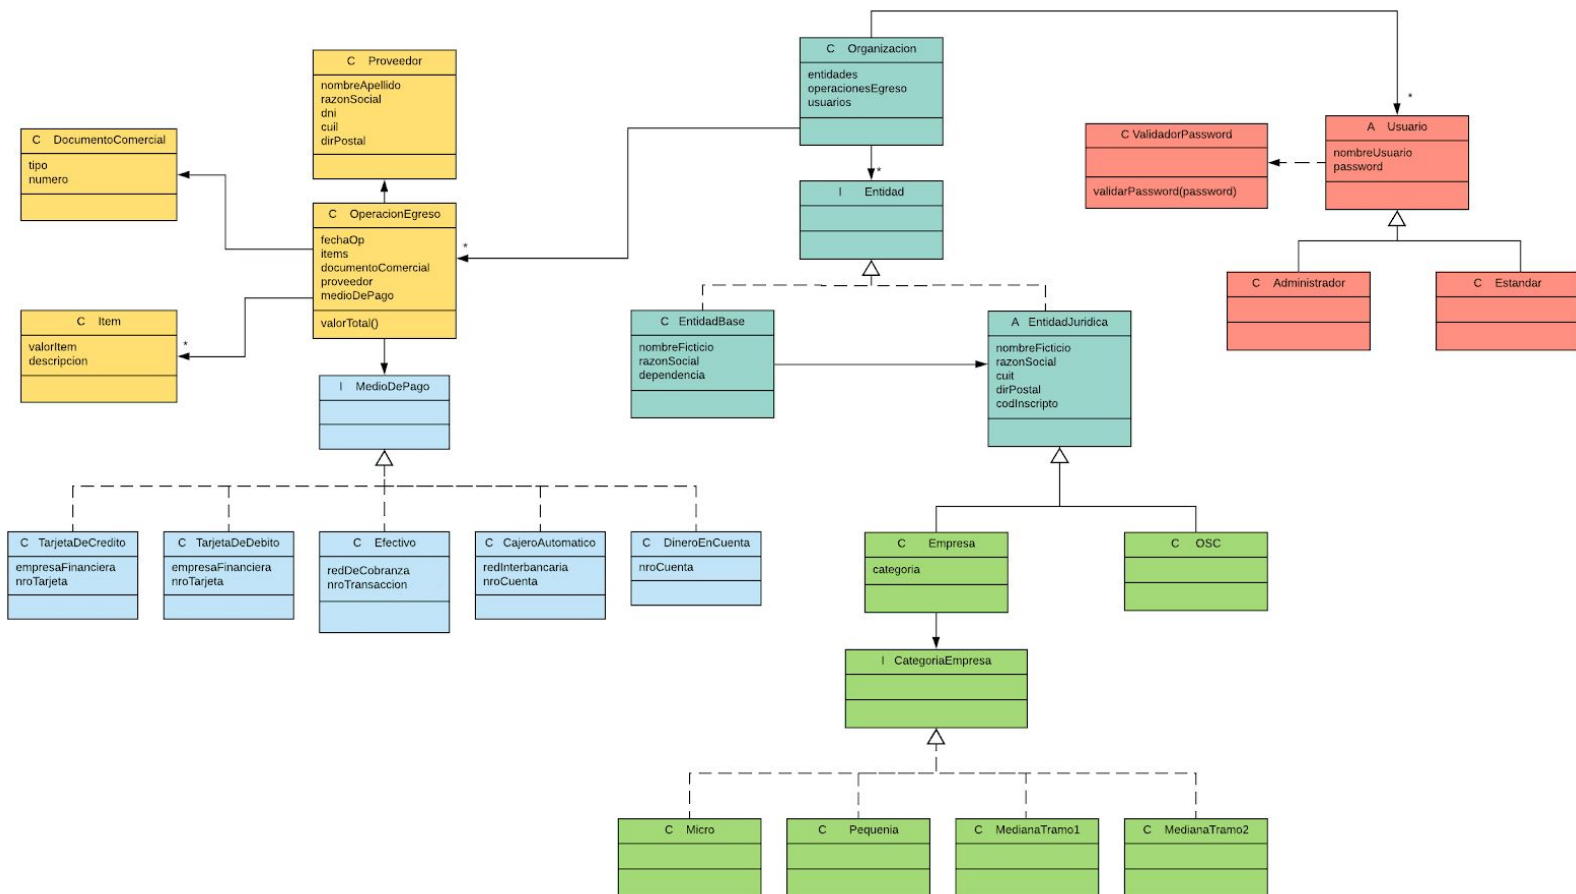 C Proveedor
nombreApellido
razonSocial
dni
cuil
dirPostal
C Organizacion
entidades
operacionesEgreso
usuarios
*
C DocumentoComercial
tipo
numero
C ValidadorPassword
validarPassword(password)
A Usuario
nombreUsuario
password
*
I Entidad
C OperacionEgreso
fechaOp
items
documentoComercial
proveedor
medioDePago
valorTotal()
*
C Administrador
C Estandar
C Item
valorItem
descripcion
*
C EntidadBase
nombreFicticio
razonSocial
dependencia
A EntidadJuridica
nombreFicticio
razonSocial
cuit
dirPostal
codInscripto
I MedioDePago
C TarjetaDeCredito
empresaFinanciera
nroTarjeta
C TarjetaDeDebito
empresaFinanciera
nroTarjeta
C Efectivo
redDeCobranza
nroTransaccion
C CajeroAutomatico
redInterbancaria
nroCuenta
C DineroEnCuenta
nroCuenta
C Empresa
categoria
C OSC
I CategoriaEmpresa
C Micro
C Pequenia
C MedianaTramo1
C MedianaTramo2